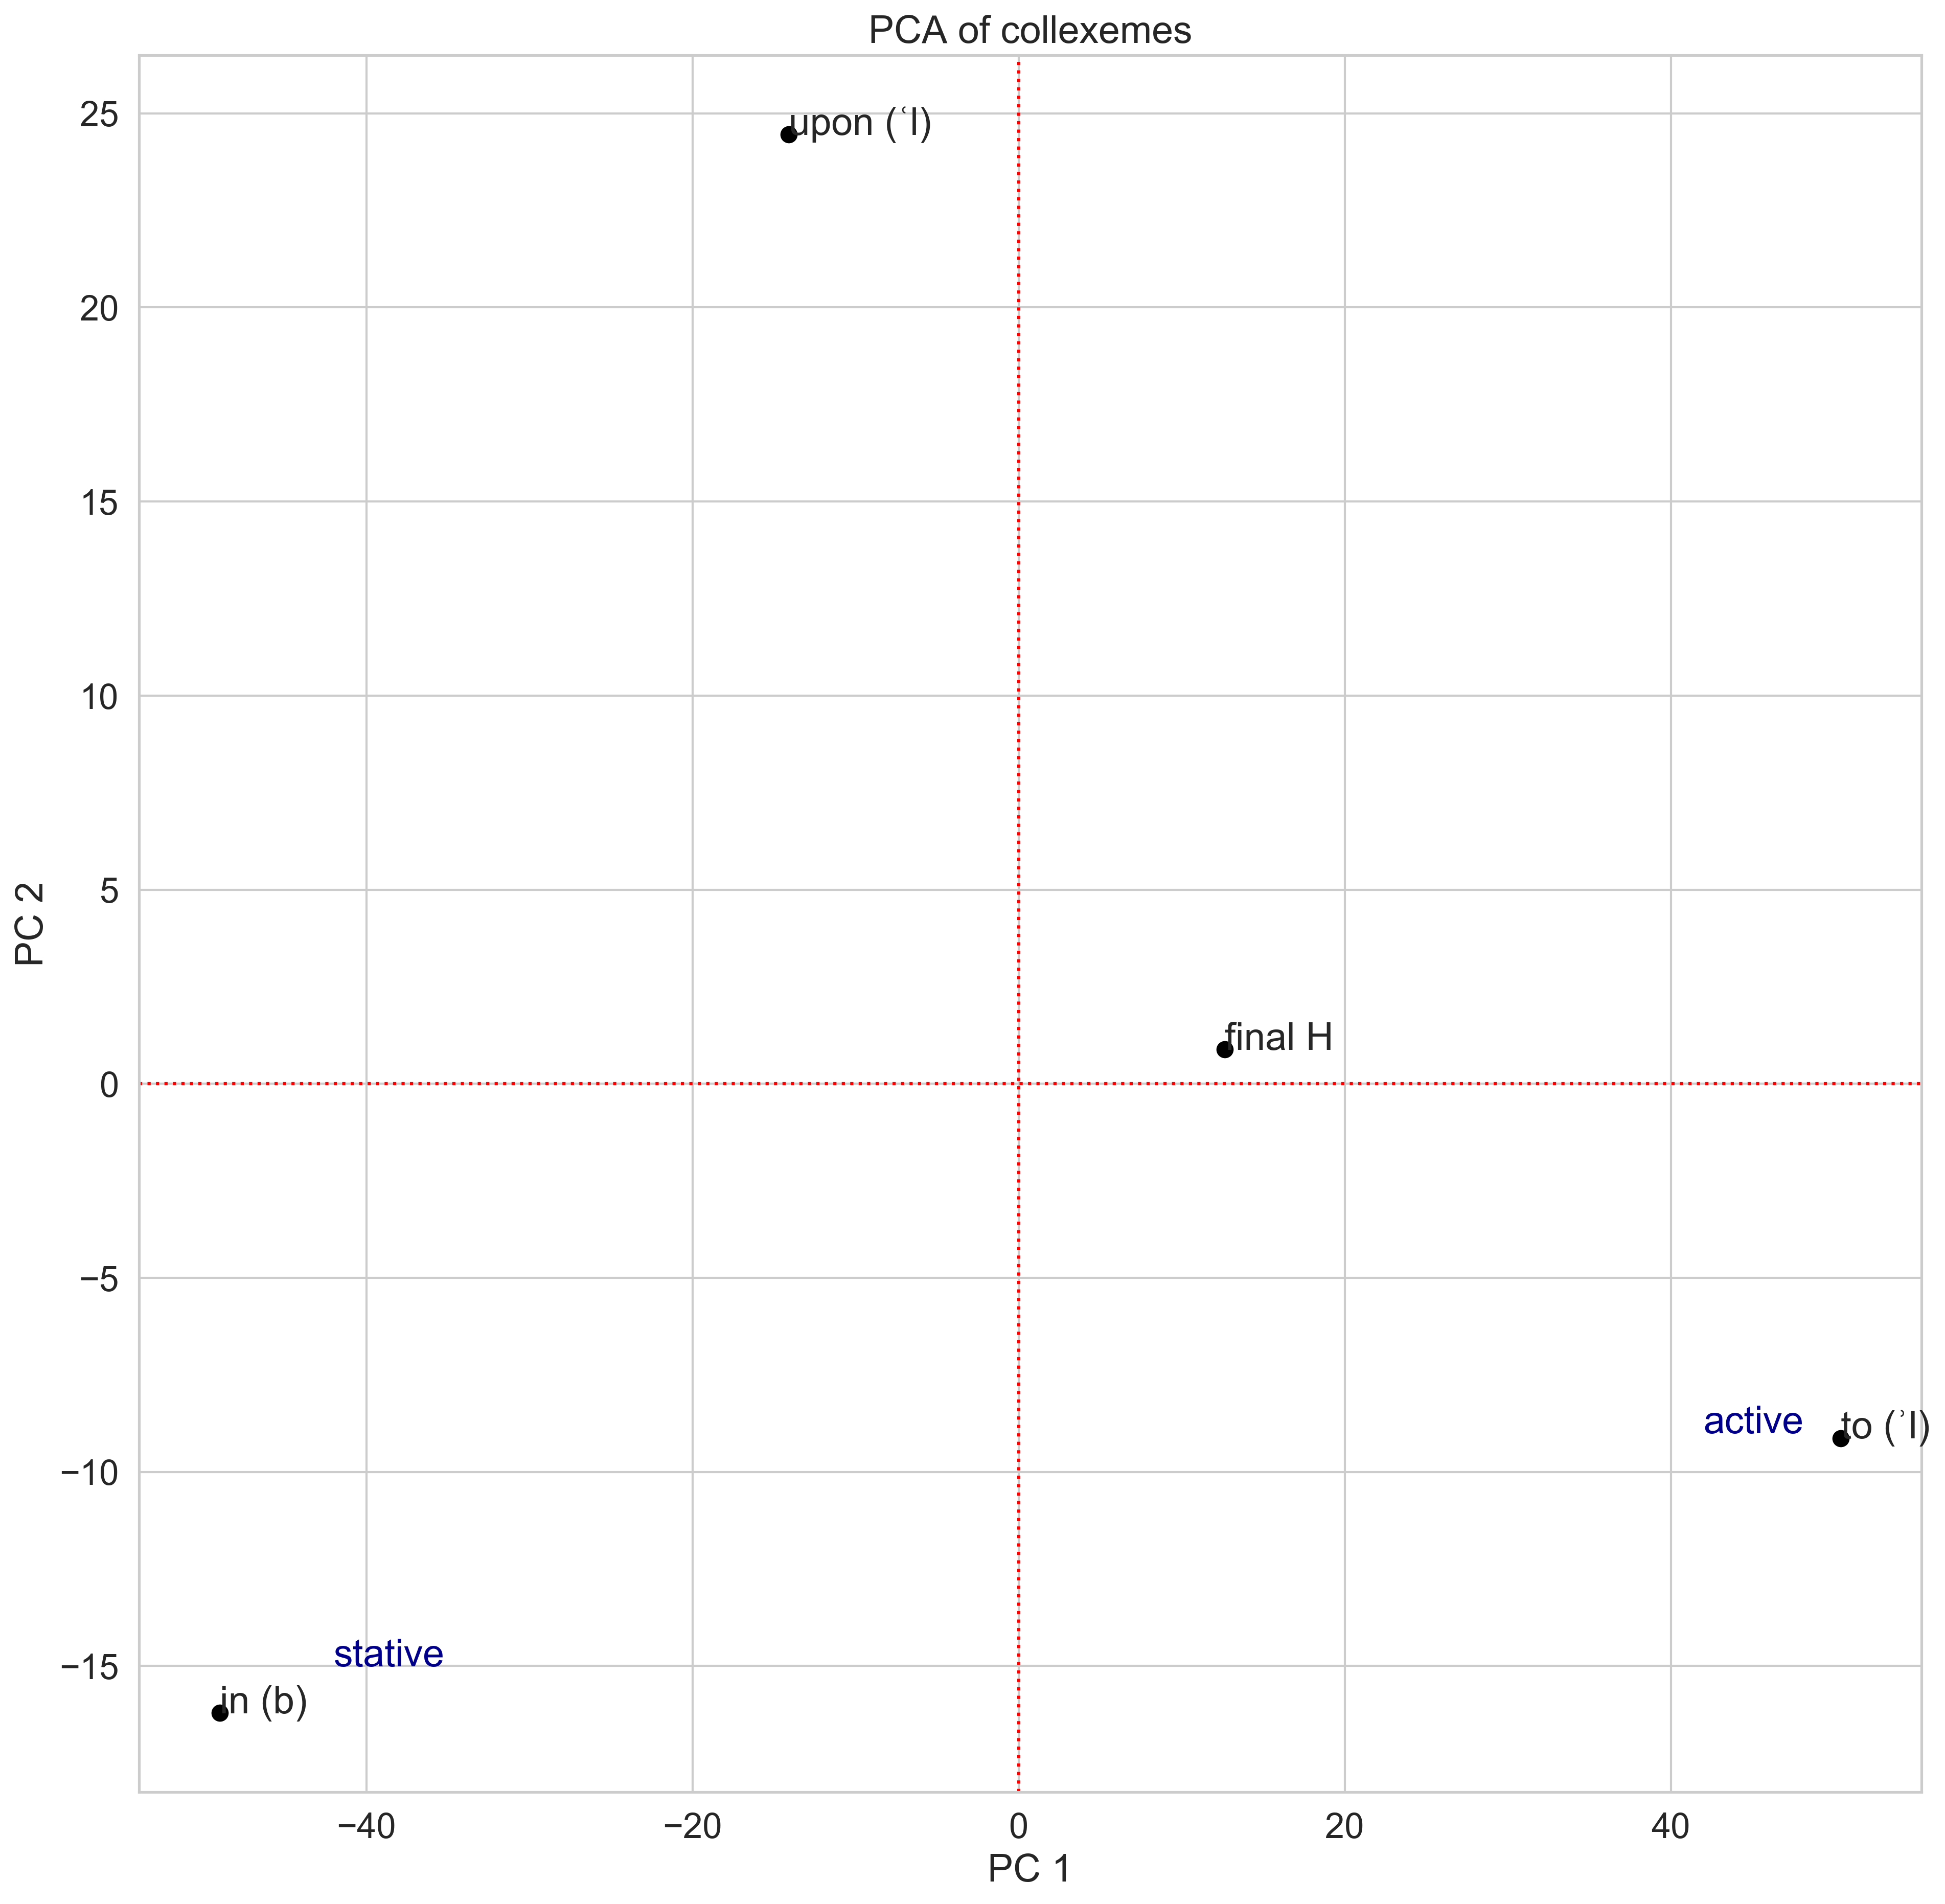 PCA of collexemes
25
upon (ʿl)
20
15
10
5
PC 2
final H
0
−5
active
to (ʾl)
−10
stative
−15
in (b)
−40
−20
0
20
40
PC 1